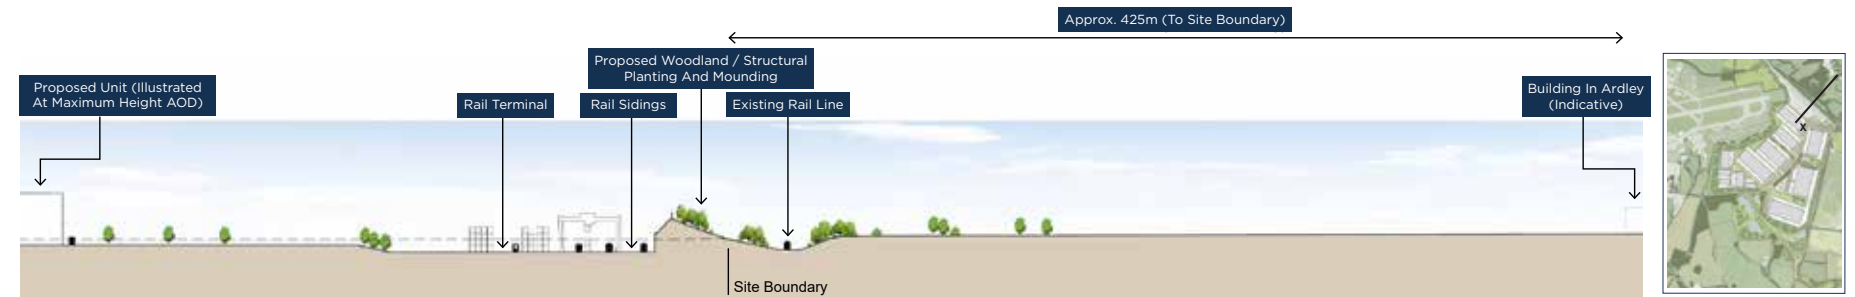 Approx. 425m (To Site Boundary)
Proposed Woodland / Structural
Planting And Mounding
Proposed Unit (Illustrated
At Maximum Height AOD)
Rail Terminal
Rail Sidings
Existing Rail Line
Building In Ardley
(Indicative)
X
Site Boundary